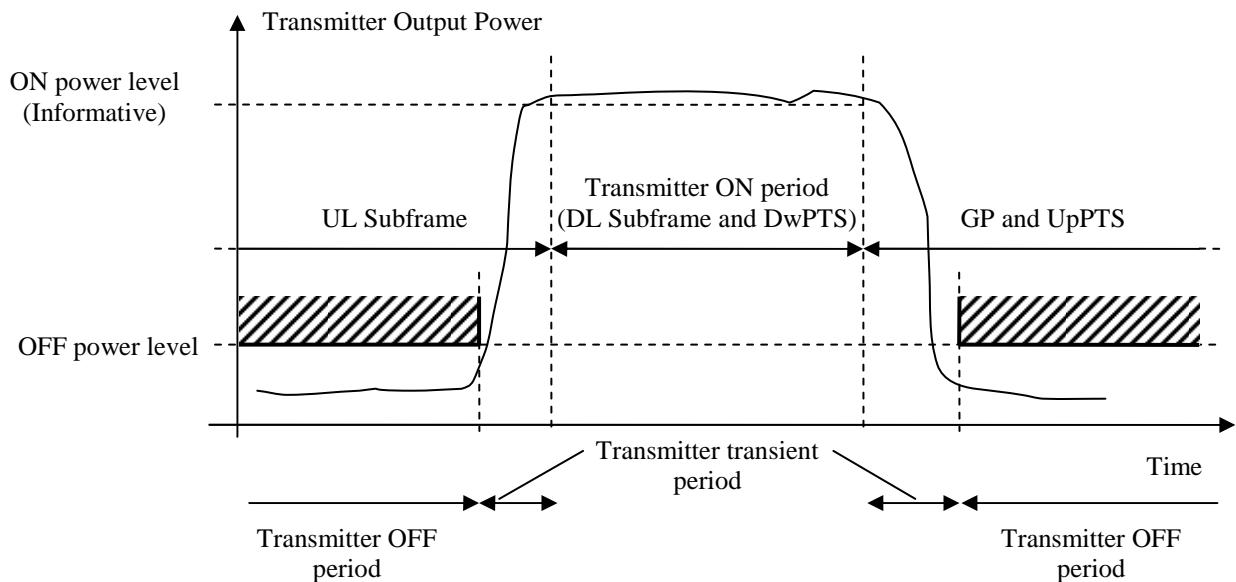 Transmitter Output Power
ON power level
(Informative)
Transmitter ON period
(DL Subframe and DwPTS)
UL Subframe
GP and UpPTS
OFF power level
Transmitter transient
period
Time
Transmitter OFF
period
Transmitter OFF
period